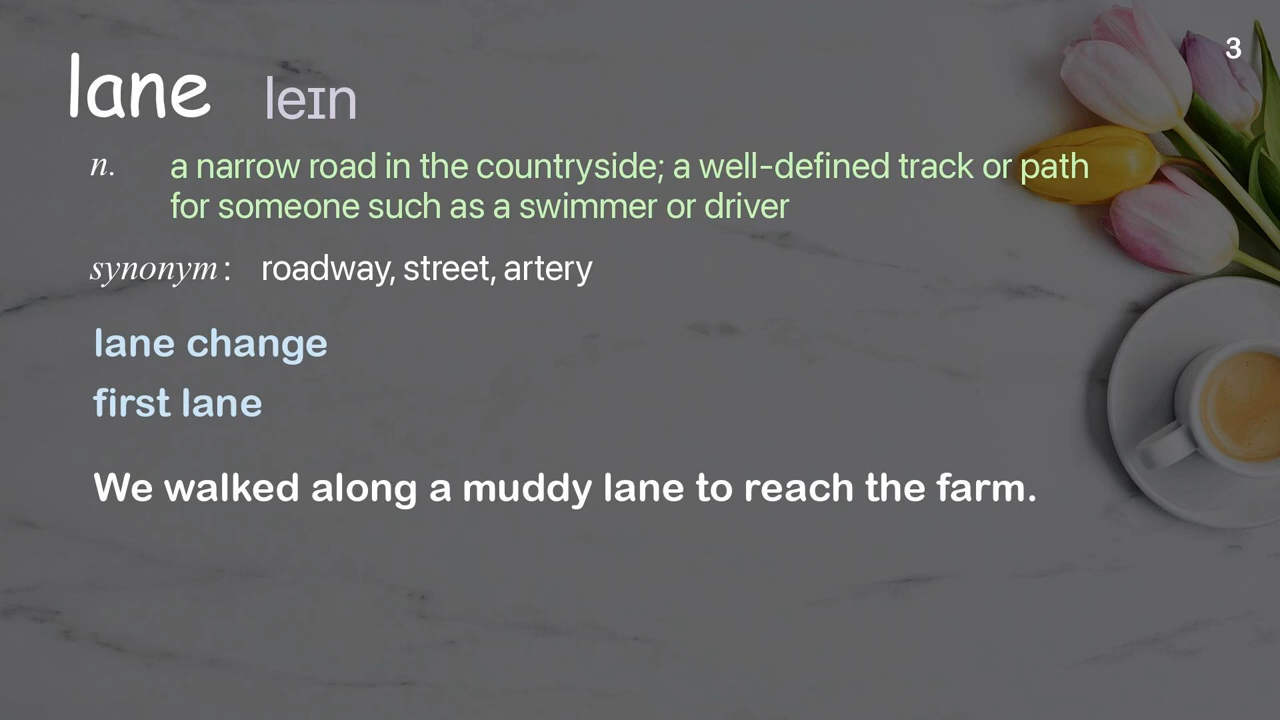 3
lane leɪn
n. a narrow road in the countryside; a well-defined track or path
for someone such as a swimmer or driver
synonym: roadway, street, artery
lane change
first lane
We walked along a muddy lane to reach the farm.